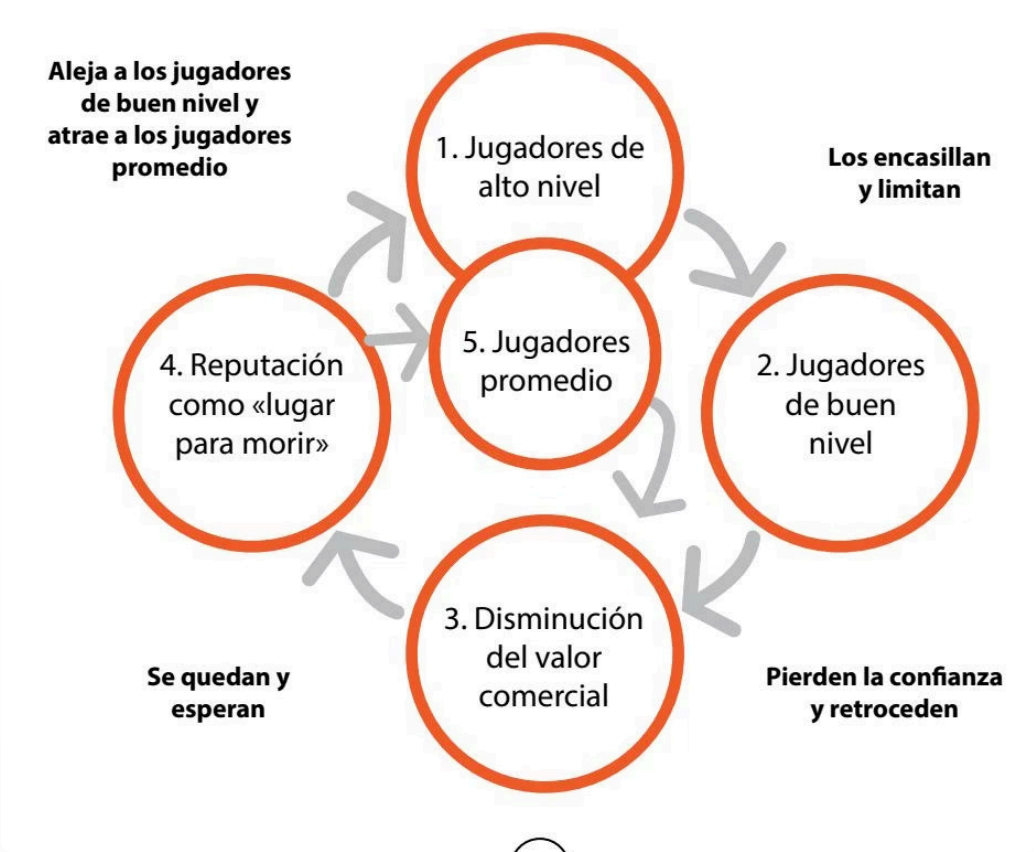 Aleja a los jugadores
de buen nivel y
atrae a los jugadores
promedio
1. Jugadores de
alto nivel
Los encasillan
y limitan
4. Reputación
como «lugar
para morir»
5. Jugadores
promedio
2. Jugadores
de buen
nivel
3. Disminución
del valor
comercial
Se quedan y
esperan
Pierden la confianza
y retroceden